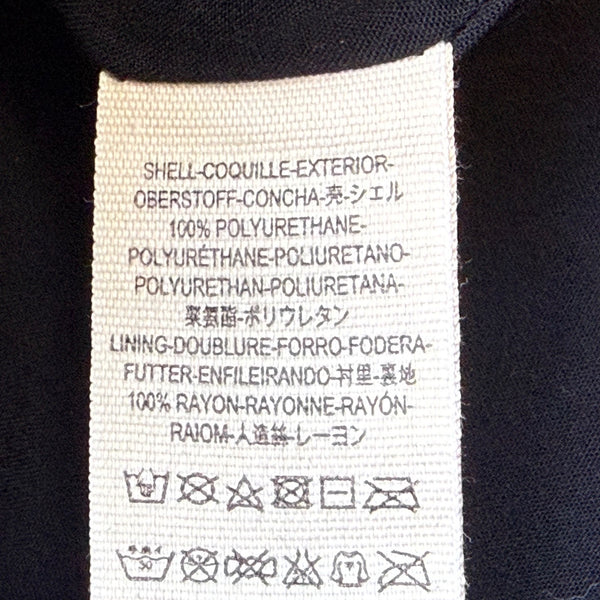 SHELL-COQUILLE-EXTERIOR-
OBERSTOFF-CONCHA-壳-シェル
100% POLYURETHANE-
POLYURÉTHANE-POLIURETANO-
POLYURETHAN-POLIURETANA-
聚氨酯-ポリウレタン
LINING-DOUBLURE-FORRO-FODERA-
FUTTER-ENFILEIRANDO-衬里-裏地
100% RAYON-RAYONNE-RAYÓN-
RAIOM-人造丝-レーヨン